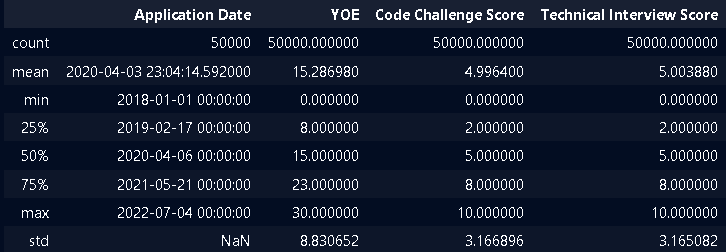 Application Date YOE Code Challenge Score Technical Interview Score
count 50000 50000.000000 50000.000000 50000.000000
mean 2020-04-03 23:04:14.592000 15.286980 4.996400 5.003880
min 2018-01-01 00:00:00 0.000000 0.000000 0.000000
25% 2019-02-17 00:00:00 8.000000 2.000000 2.000000
50% 2020-04-06 00:00:00 15.000000 5.000000 5.000000
75% 2021-05-21 00:00:00 23.000000 8.000000 8.000000
max 2022-07-04 00:00:00 30.000000 10.000000 10.000000
std NaN 8.830652 3.166896 3.165082